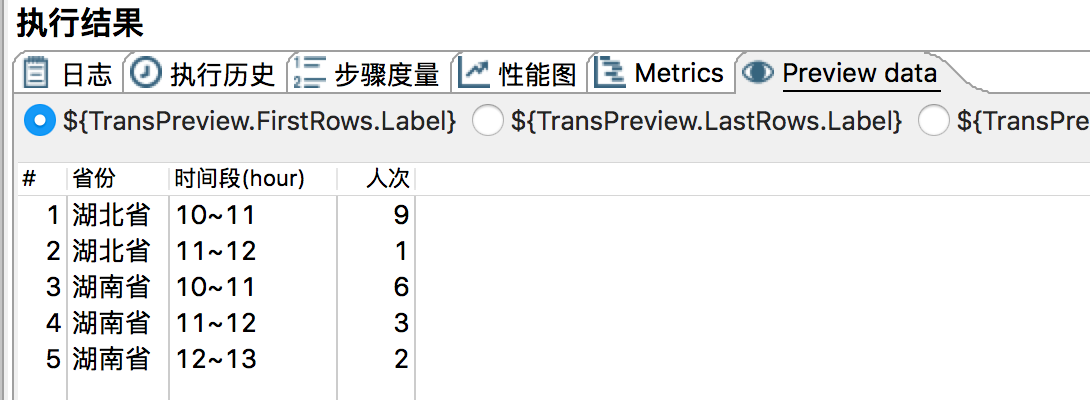 执行结果
日志 执行历史 步骤度量 性能图 Metrics Preview data
${TransPreview.FirstRows.Label} ${TransPreview.LastRows.Label} ${TransPre
# 省份 时间段(hour) 人次
1 湖北省 10~11 9
2 湖北省 11~12 1
3 湖南省 10~11 6
4 湖南省 11~12 3
5 湖南省 12~13 2